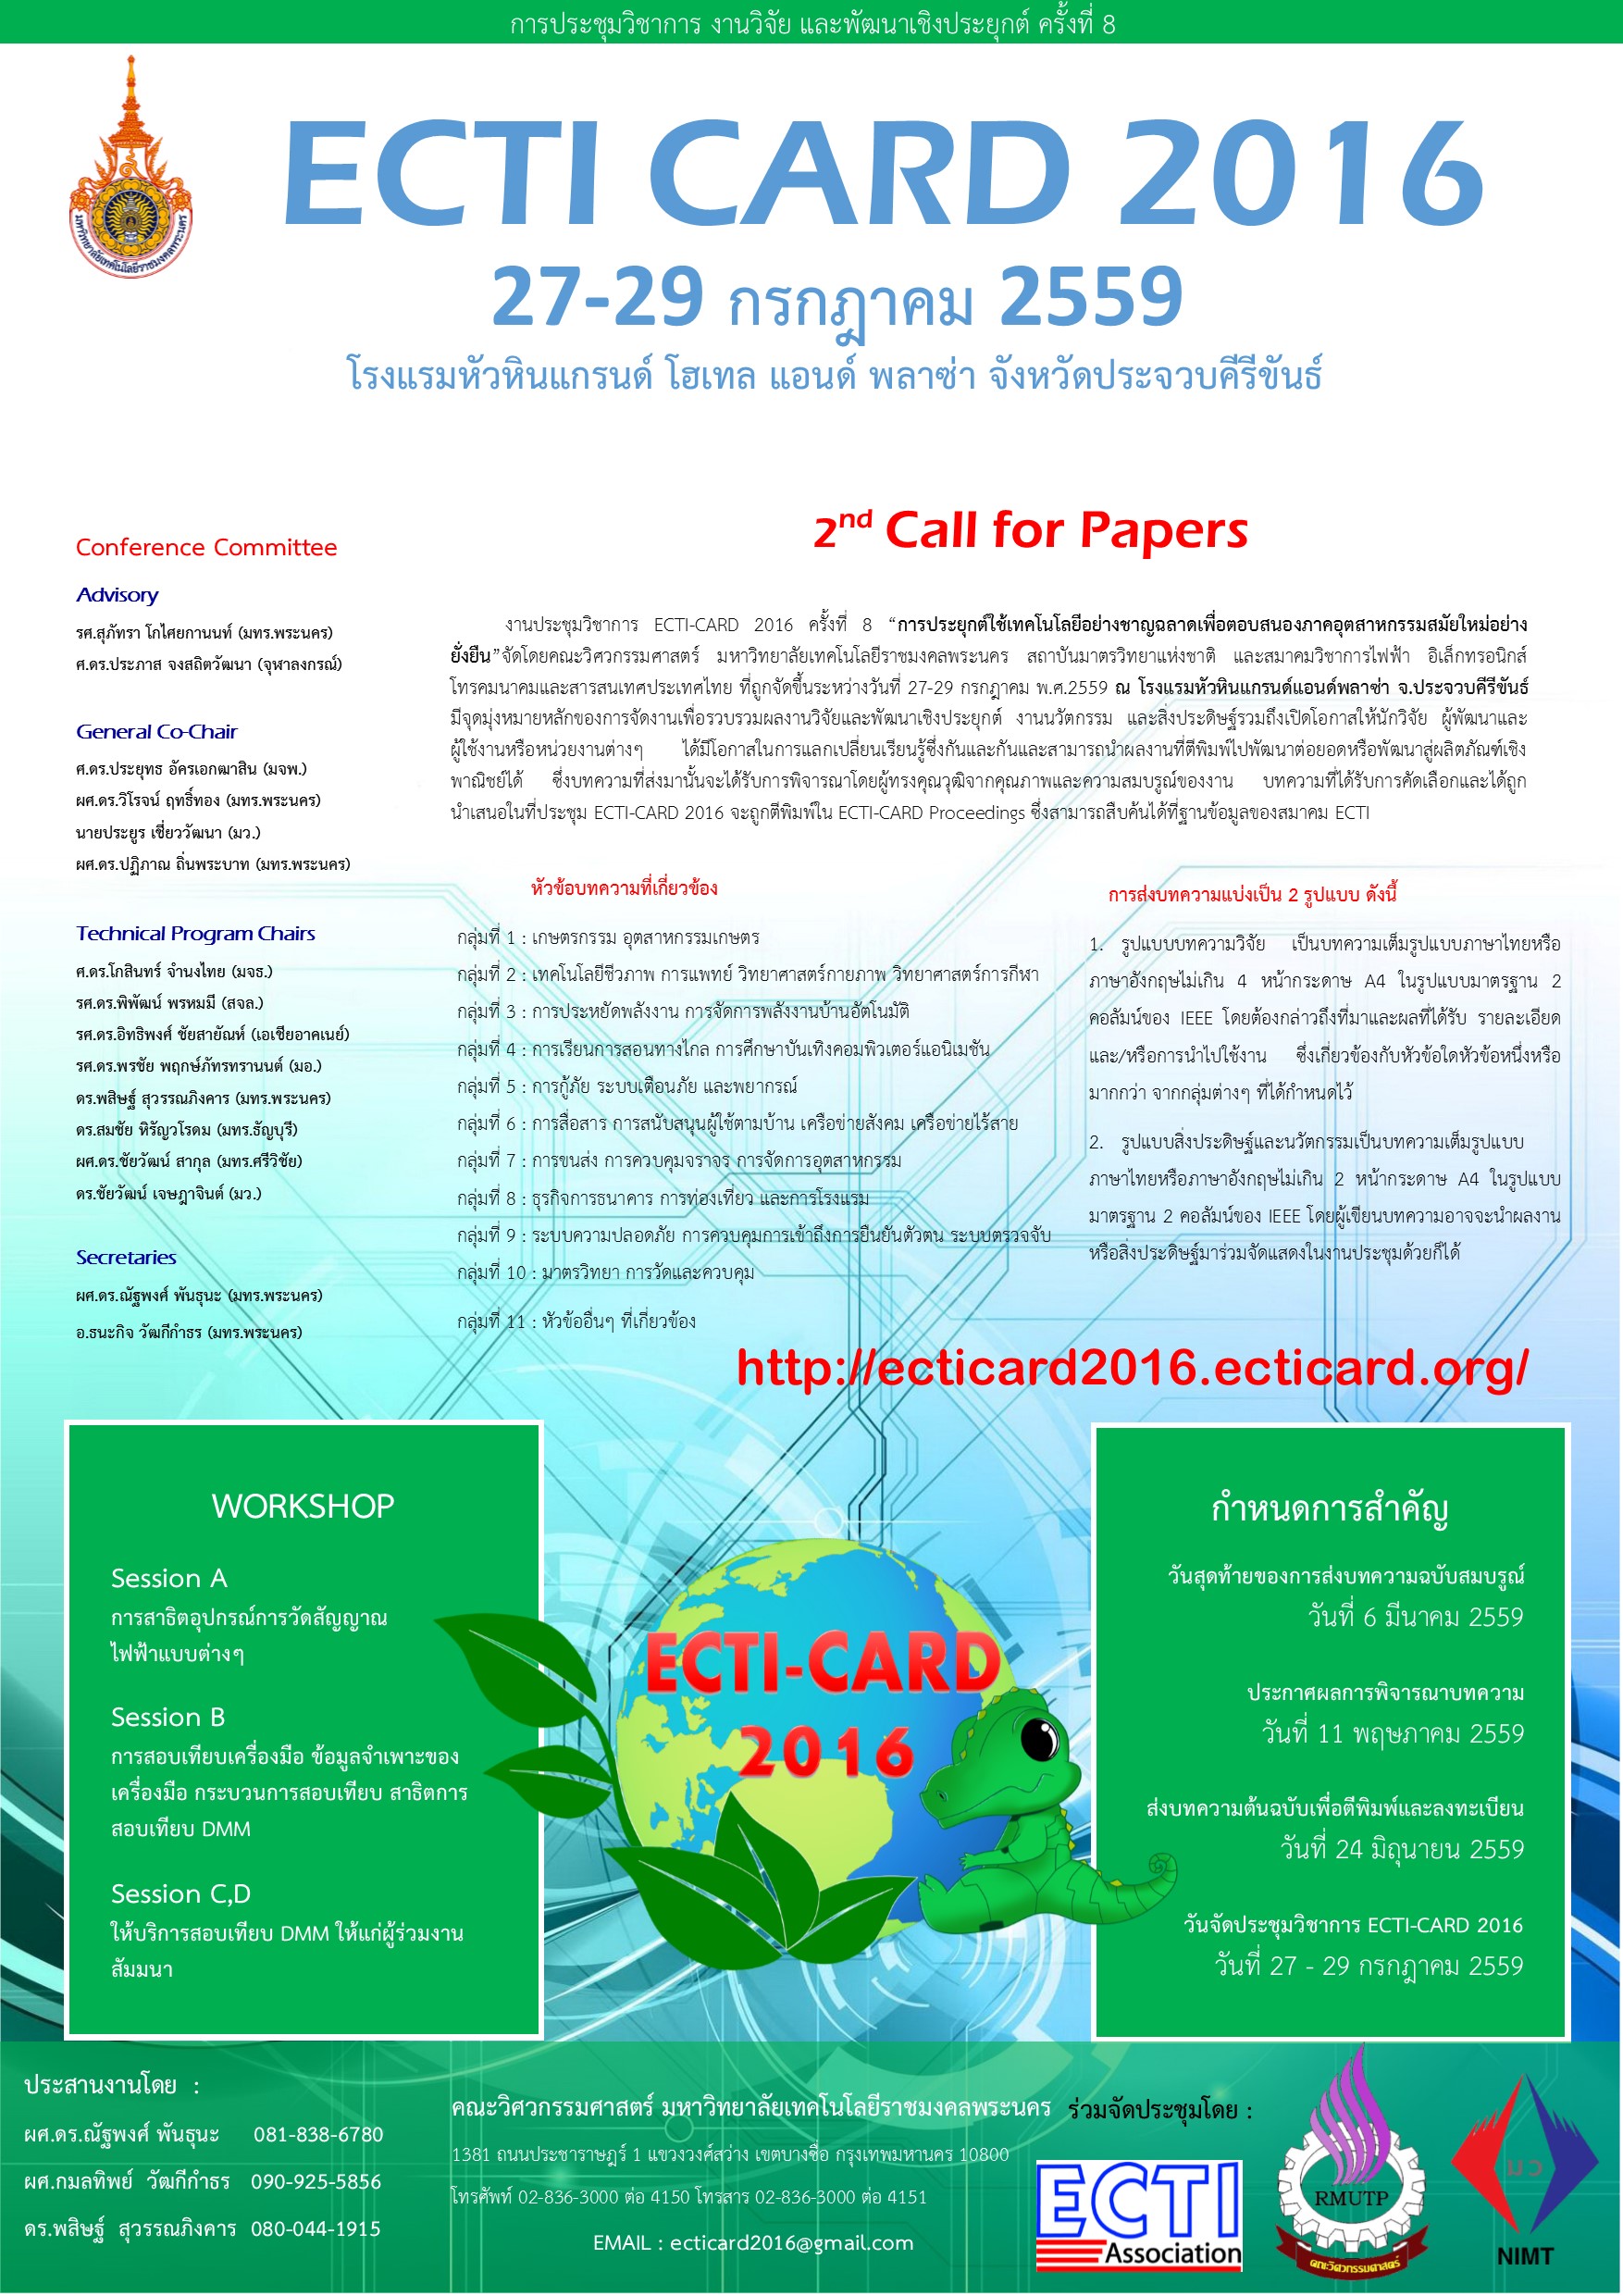 การประชุมวิชาการ งานวิจัย และพัฒนาเชิงประยุกต์ ครั้งที่ 8
มหาวิทยาลัยเทคโนโลยีราชมงคลพระนคร
ECTI CARD 2016
27-29 กรกฎาคม 2559
โรงแรมหัวหินแกรนด์ โฮเทล แอนด์ พลาซ่า จังหวัดประจวบคีรีขันธ์
Conference Committee
Advisory
รศ.สุภัทรา โกไศยกานนท์ (มทร.พระนคร)
ศ.ดร.ประภาส จงสถิตวัฒนา (จุฬาลงกรณ์)
General Co-Chair
ศ.ดร.ประยุทธ อัครเอกฒาสิน (มจพ.)
ผศ.ดร.วิโรจน์ ฤทธิ์ทอง (มทร.พระนคร)
นายประยูร เชี่ยววัฒนา (มว.)
ผศ.ดร.ปฏิภาณ ถิ่นพระบาท (มทร.พระนคร)
Technical Program Chairs
ศ.ดร.โกสินทร์ จำนงไทย (มจธ.)
รศ.ดร.พิพัฒน์ พรหมมี (สจล.)
รศ.ดร.อิทธิพงศ์ ชัยสายัณห์ (เอเชียอาคเนย์)
รศ.ดร.พรชัย พฤกษ์ภัทรทรานนต์ (มอ.)
ดร.พสิษฐ์ สุวรรณภิงคาร (มทร.พระนคร)
ดร.สมชัย หิรัญวโรดม (มทร.ธัญบุรี)
ผศ.ดร.ชัยวัฒน์ สากุล (มทร.ศรีวิชัย)
ดร.ชัยวัฒน์ เจษฎาจินต์ (มว.)
Secretaries
ผศ.ดร.ณัฐพงศ์ พันธุนะ (มทร.พระนคร)
อ.ธนะกิจ วัฒกีกำธร (มทร.พระนคร)
2nd Call for Papers
งานประชุมวิชาการ ECTI-CARD 2016 ครั้งที่ 8 “การประยุกต์ใช้เทคโนโลยีอย่างชาญฉลาดเพื่อตอบสนองภาคอุตสาหกรรมสมัยใหม่อย่าง
ยั่งยืน”จัดโดยคณะวิศวกรรมศาสตร์ มหาวิทยาลัยเทคโนโลยีราชมงคลพระนคร สถาบันมาตรวิทยาแห่งชาติ และสมาคมวิชาการไฟฟ้า อิเล็กทรอนิกส์
โทรคมนาคมและสารสนเทศประเทศไทย ที่ถูกจัดขึ้นระหว่างวันที่ 27-29 กรกฎาคม พ.ศ.2559 ณ โรงแรมหัวหินแกรนด์แอนด์พลาซ่า จ.ประจวบคีรีขันธ์
มีจุดมุ่งหมายหลักของการจัดงานเพื่อรวบรวมผลงานวิจัยและพัฒนาเชิงประยุกต์ งานนวัตกรรม และสิ่งประดิษฐ์รวมถึงเปิดโอกาสให้นักวิจัย ผู้พัฒนาและ
ผู้ใช้งานหรือหน่วยงานต่างๆ ได้มีโอกาสในการแลกเปลี่ยนเรียนรู้ซึ่งกันและกันและสามารถนำผลงานที่ตีพิมพ์ไปพัฒนาต่อยอดหรือพัฒนาสู่ผลิตภัณฑ์เชิง
พาณิชย์ได้ ซึ่งบทความที่ส่งมานั้นจะได้รับการพิจารณาโดยผู้ทรงคุณวุฒิจากคุณภาพและความสมบรูณ์ของงาน บทความที่ได้รับการคัดเลือกและได้ถูก
นำเสนอในที่ประชุม ECTI-CARD 2016 จะถูกตีพิมพ์ใน ECTI-CARD Proceedings ซึ่งสามารถสืบค้นได้ที่ฐานข้อมูลของสมาคม ECTI
หัวข้อบทความที่เกี่ยวข้อง
กลุ่มที่ 1 : เกษตรกรรม อุตสาหกรรมเกษตร
กลุ่มที่ 2 : เทคโนโลยีชีวภาพ การแพทย์ วิทยาศาสตร์กายภาพ วิทยาศาสตร์การกีฬา
กลุ่มที่ 3 : การประหยัดพลังงาน การจัดการพลังงานบ้านอัตโนมัติ
กลุ่มที่ 4 : การเรียนการสอนทางไกล การศึกษาบันเทิงคอมพิวเตอร์แอนิเมชัน
กลุ่มที่ 5 : การกู้ภัย ระบบเตือนภัย และพยากรณ์
กลุ่มที่ 6 : การสื่อสาร การสนับสนุนผู้ใช้ตามบ้าน เครือข่ายสังคม เครือข่ายไร้สาย
กลุ่มที่ 7 : การขนส่ง การควบคุมจราจร การจัดการอุตสาหกรรม
กลุ่มที่ 8 : ธุรกิจการธนาคาร การท่องเที่ยว และการโรงแรม
กลุ่มที่ 9 : ระบบความปลอดภัย การควบคุมการเข้าถึงการยืนยันตัวตน ระบบตรวจจับ
กลุ่มที่ 10 : มาตรวิทยา การวัดและควบคุม
กลุ่มที่ 11 : หัวข้ออื่นๆ ที่เกี่ยวข้อง
การส่งบทความแบ่งเป็น 2 รูปแบบ ดังนี้
1. รูปแบบบทความวิจัย เป็นบทความเต็มรูปแบบภาษาไทยหรือ
ภาษาอังกฤษไม่เกิน 4 หน้ากระดาษ A4 ในรูปแบบมาตรฐาน 2
คอลัมน์ของ IEEE โดยต้องกล่าวถึงที่มาและผลที่ได้รับ รายละเอียด
และ/หรือการนำไปใช้งาน ซึ่งเกี่ยวข้องกับหัวข้อใดหัวข้อหนึ่งหรือ
มากกว่า จากกลุ่มต่างๆ ที่ได้กำหนดไว้
2. รูปแบบสิ่งประดิษฐ์และนวัตกรรมเป็นบทความเต็มรูปแบบ
ภาษาไทยหรือภาษาอังกฤษไม่เกิน 2 หน้ากระดาษ A4 ในรูปแบบ
มาตรฐาน 2 คอลัมน์ของ IEEE โดยผู้เขียนบทความอาจจะนำผลงาน
หรือสิ่งประดิษฐ์มาร่วมจัดแสดงในงานประชุมด้วยก็ได้
http://ecticard2016.ecticard.org/
WORKSHOP
Session A
การสาธิตอุปกรณ์การวัดสัญญาณ
ไฟฟ้าแบบต่างๆ
Session B
การสอบเทียบเครื่องมือ ข้อมูลจำเพาะของ
เครื่องมือ กระบวนการสอบเทียบ สาธิตการ
สอบเทียบ DMM
Session C,D
ให้บริการสอบเทียบ DMM ให้แก่ผู้ร่วมงาน
สัมมนา
ECTI-CARD
2016
กำหนดการสำคัญ
วันสุดท้ายของการส่งบทความฉบับสมบรูณ์
วันที่ 6 มีนาคม 2559
ประกาศผลการพิจารณาบทความ
วันที่ 11 พฤษภาคม 2559
ส่งบทความต้นฉบับเพื่อตีพิมพ์และลงทะเบียน
วันที่ 24 มิถุนายน 2559
วันจัดประชุมวิชาการ ECTI-CARD 2016
วันที่ 27 - 29 กรกฎาคม 2559
ประสานงานโดย :
ผศ.ดร.ณัฐพงศ์ พันธุนะ 081-838-6780
ผศ.กมลทิพย์ วัฒกีกำธร 090-925-5856
ดร.พสิษฐ์ สุวรรณภิงคาร 080-044-1915
คณะวิศวกรรมศาสตร์ มหาวิทยาลัยเทคโนโลยีราชมงคลพระนคร
1381 ถนนประชาราษฎร์ 1 แขวงวงศ์สว่าง เขตบางซื่อ กรุงเทพมหานคร 10800
โทรศัพท์ 02-836-3000 ต่อ 4150 โทรสาร 02-836-3000 ต่อ 4151
EMAIL : ecticard2016@gmail.com
ร่วมจัดประชุมโดย :
ECTI
Association
RMUTP
คณะวิศวกรรมศาสตร์
มว
NIMT